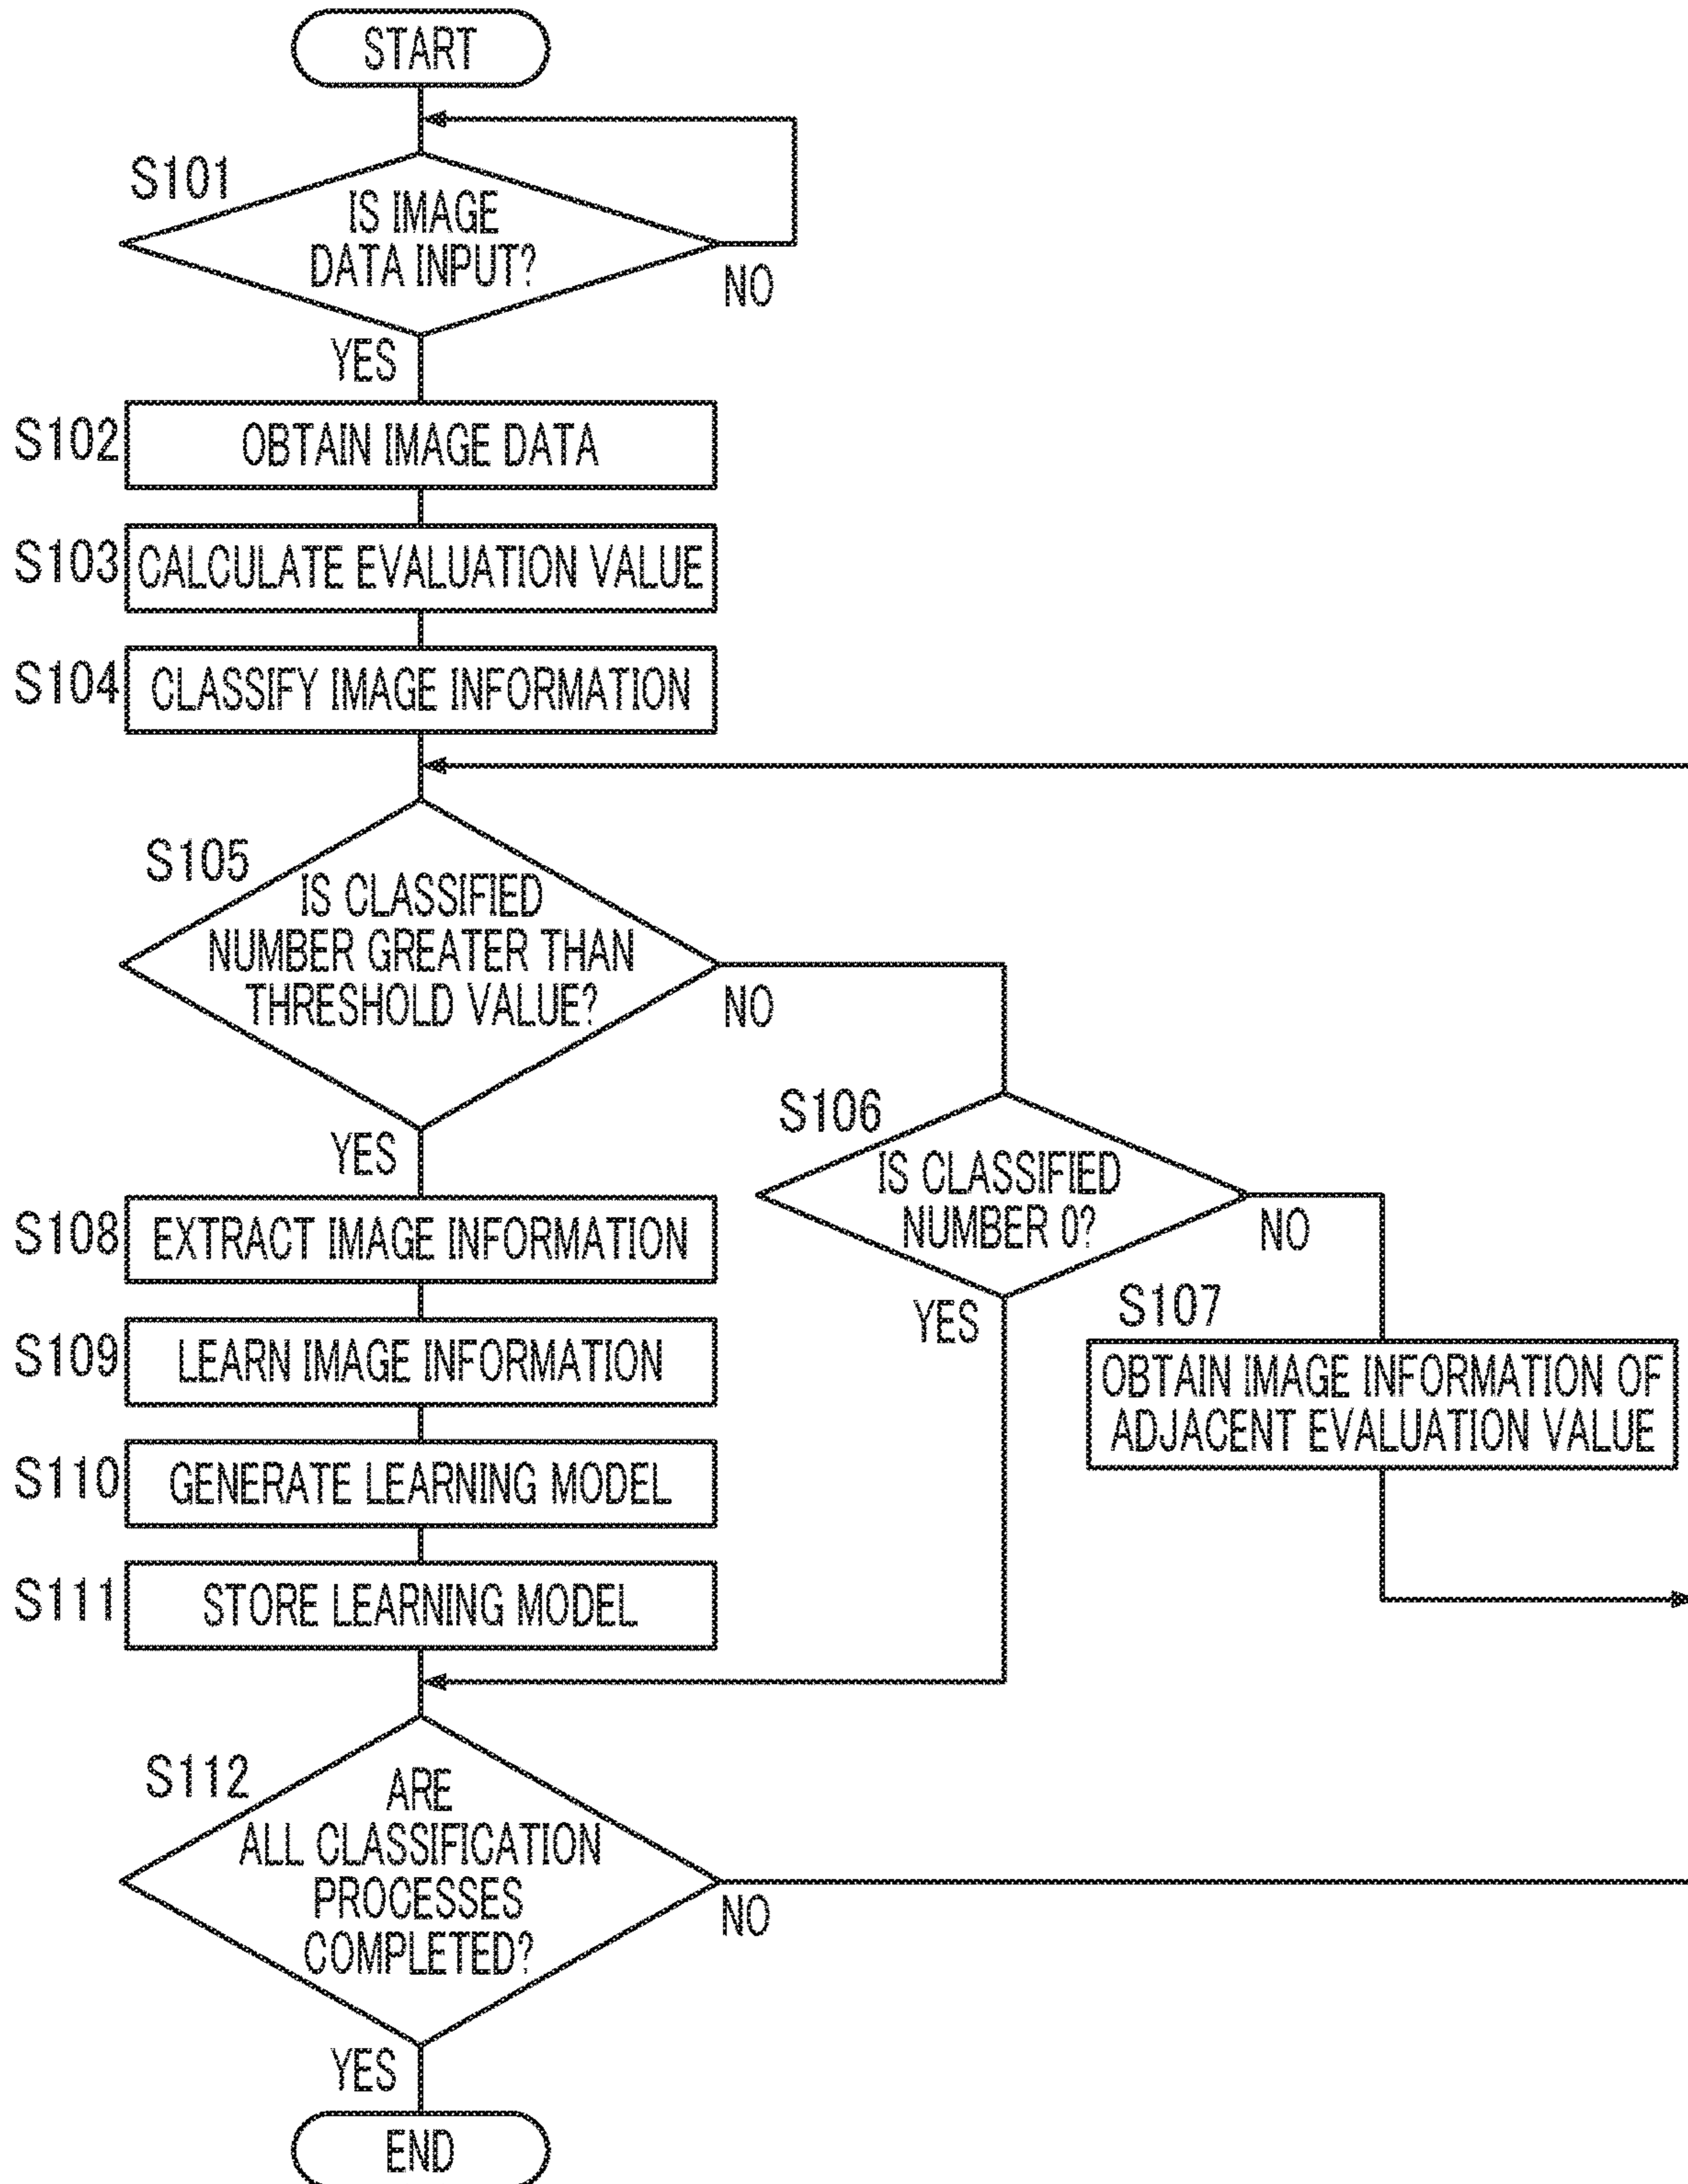 START
S101
IS IMAGE
DATA INPUT?
NO
YES
S102
OBTAIN IMAGE DATA
S103
CALCULATE EVALUATION VALUE
S104
CLASSIFY IMAGE INFORMATION
S105
IS CLASSIFIED
NUMBER GREATER THAN
THRESHOLD VALUE?
NO
YES
S106
IS CLASSIFIED
NUMBER 0?
NO
YES
S107
OBTAIN IMAGE INFORMATION OF
ADJACENT EVALUATION VALUE
S108
EXTRACT IMAGE INFORMATION
S109
LEARN IMAGE INFORMATION
S110
GENERATE LEARNING MODEL
S111
STORE LEARNING MODEL
S112
ARE
ALL CLASSIFICATION
PROCESSES
COMPLETED?
NO
YES
END